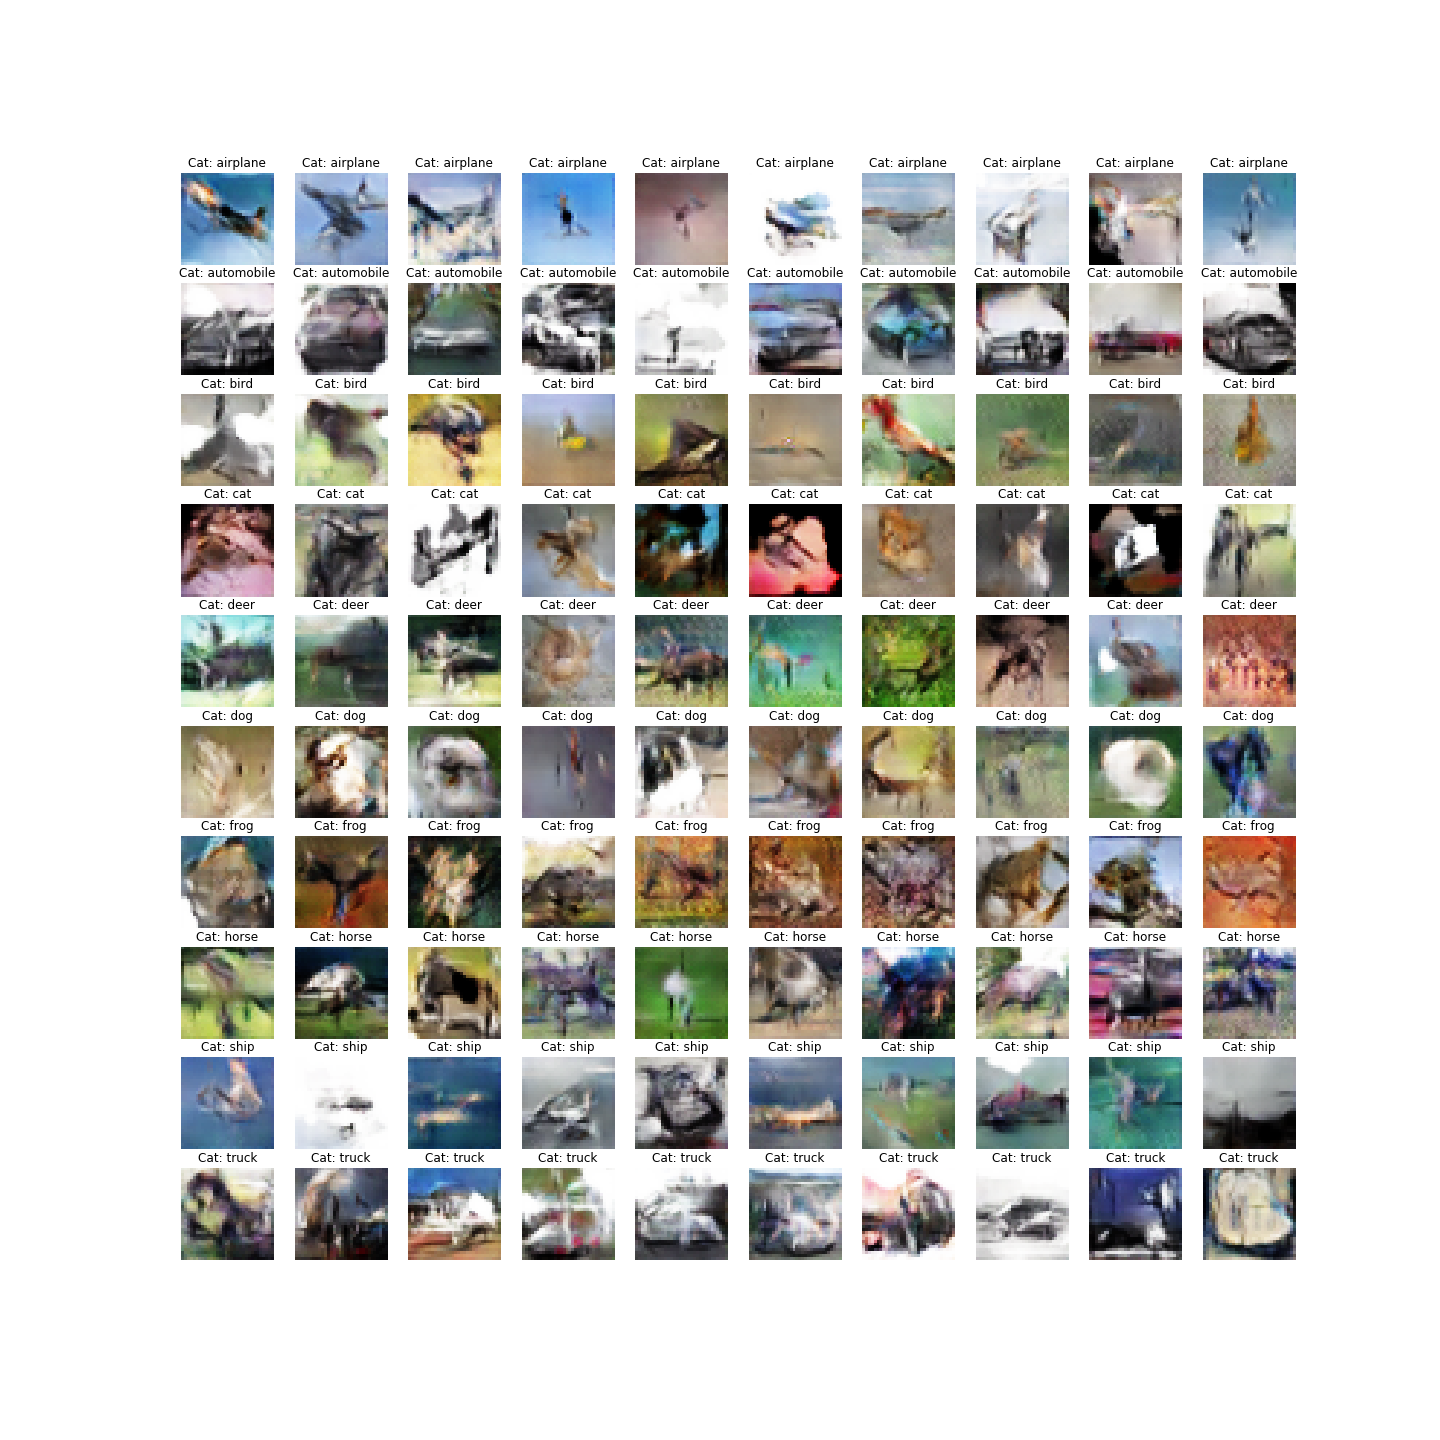 Cat: airplane Cat: airplane Cat: airplane Cat: airplane Cat: airplane Cat: airplane Cat: airplane Cat: airplane Cat: airplane Cat: airplane
Cat: automobile Cat: automobile Cat: automobile Cat: automobile Cat: automobile Cat: automobile Cat: automobile Cat: automobile Cat: automobile Cat: automobile
Cat: bird Cat: bird Cat: bird Cat: bird Cat: bird Cat: bird Cat: bird Cat: bird Cat: bird Cat: bird
Cat: cat Cat: cat Cat: cat Cat: cat Cat: cat Cat: cat Cat: cat Cat: cat Cat: cat Cat: cat
Cat: deer Cat: deer Cat: deer Cat: deer Cat: deer Cat: deer Cat: deer Cat: deer Cat: deer Cat: deer
Cat: dog Cat: dog Cat: dog Cat: dog Cat: dog Cat: dog Cat: dog Cat: dog Cat: dog Cat: dog
Cat: frog Cat: frog Cat: frog Cat: frog Cat: frog Cat: frog Cat: frog Cat: frog Cat: frog Cat: frog
Cat: horse Cat: horse Cat: horse Cat: horse Cat: horse Cat: horse Cat: horse Cat: horse Cat: horse Cat: horse
Cat: ship Cat: ship Cat: ship Cat: ship Cat: ship Cat: ship Cat: ship Cat: ship Cat: ship Cat: ship
Cat: truck Cat: truck Cat: truck Cat: truck Cat: truck Cat: truck Cat: truck Cat: truck Cat: truck Cat: truck